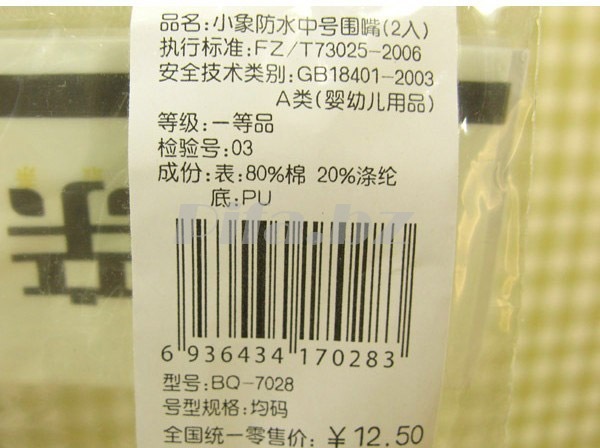 品名:小象防水中号围嘴(2入)
执行标准:FZ/T73025-2006
安全技术类别:GB18401-2003
A类(婴幼儿用品)
等级:一等品
检验号:03
成份:表:80%棉 20%涤纶
底:PU
6 936434 170283
型号:BQ-7028
号型规格:均码
全国统一零售价:¥12.50